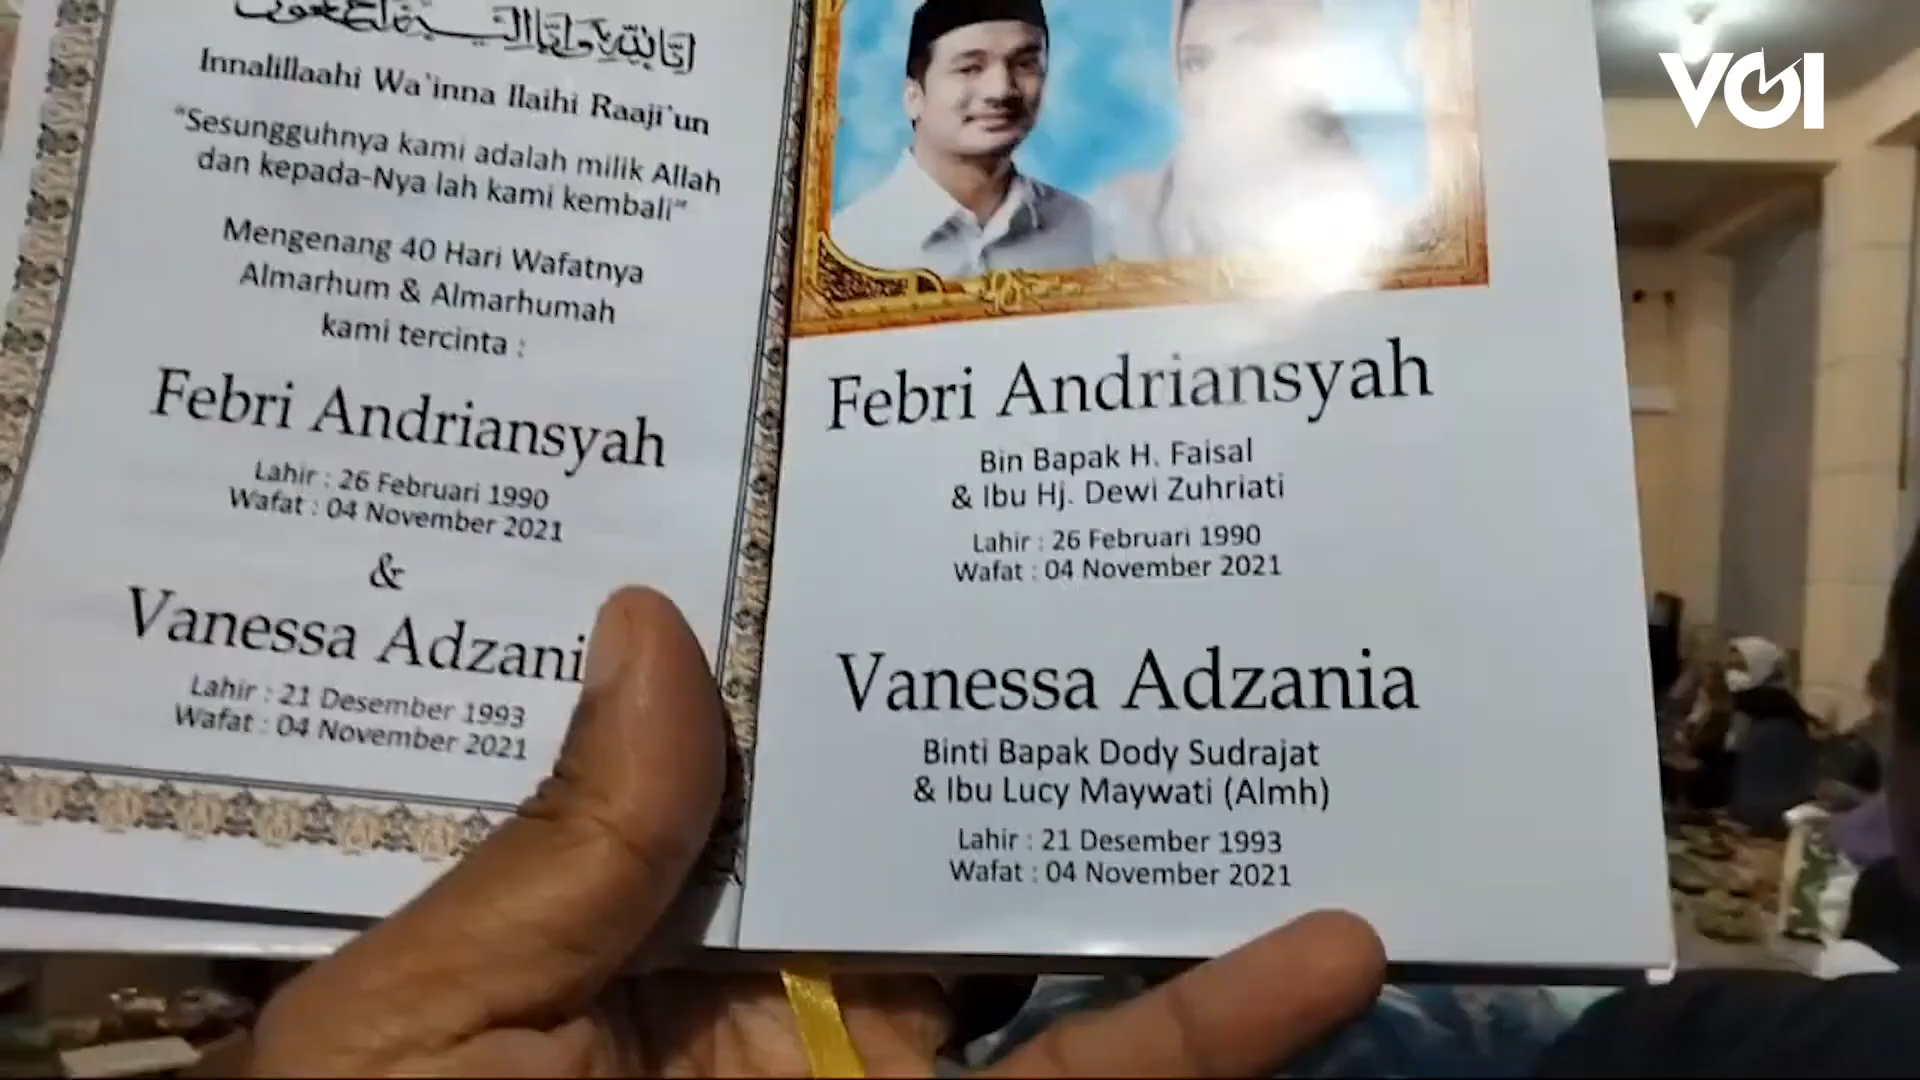 Innalillaahi Wa'inna Ilaihi Raaji'un
"Sesungguhnya kami adalah milik Allah
dan kepada-Nya lah kami kembali"
Mengenang 40 Hari Wafatnya
Almarhum & Almarhumah
kami tercinta :
Febri Andriansyah
Lahir : 26 Februari 1990
Wafat : 04 November 2021
&
Vanessa Adzani
Lahir : 21 Desember 1993
Wafat : 04 November 2021
Febri Andriansyah
Bin Bapak H. Faisal
& Ibu Hj. Dewi Zuhriati
Lahir : 26 Februari 1990
Wafat : 04 November 2021
Vanessa Adzania
Binti Bapak Dody Sudrajat
& Ibu Lucy Maywati (Almh)
Lahir : 21 Desember 1993
Wafat : 04 November 2021
VOI